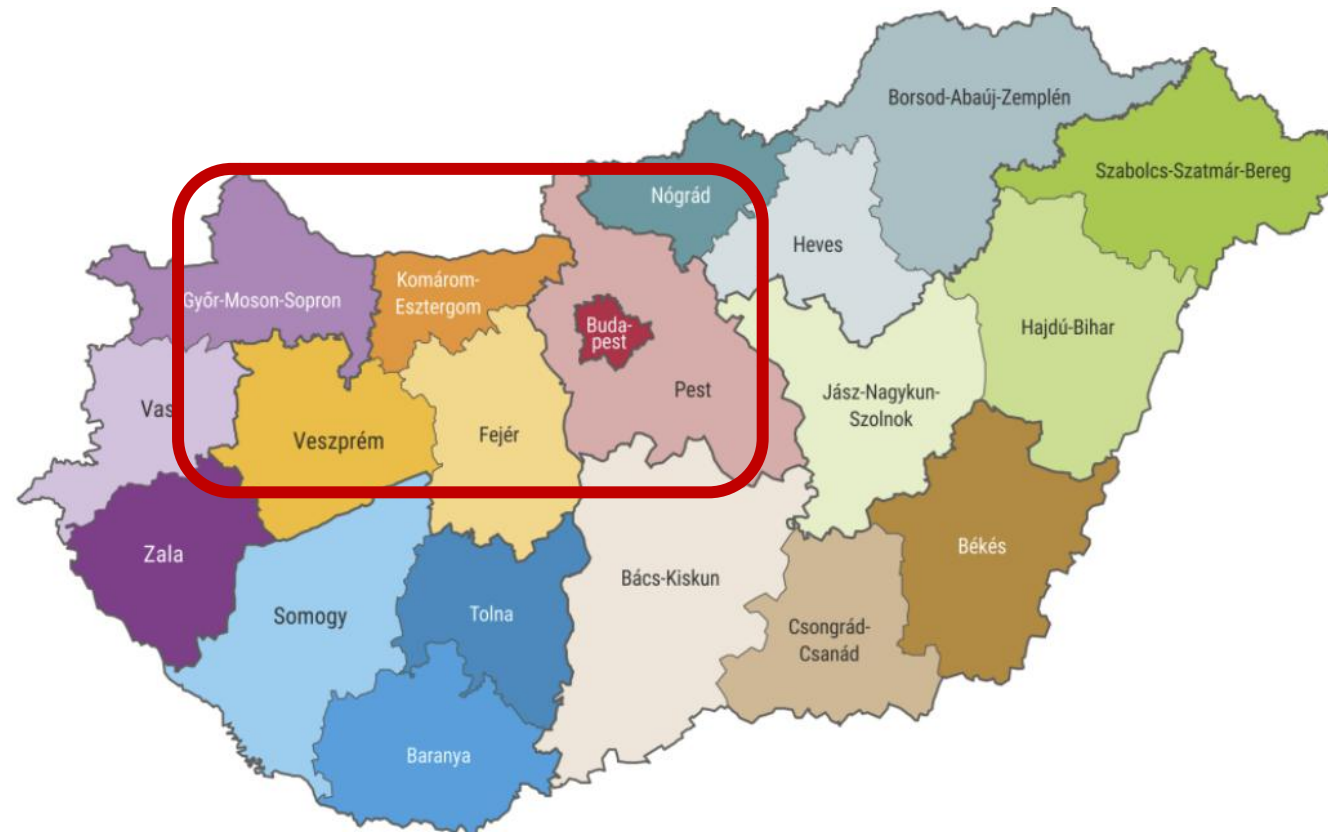 Borsod-Abaúj-Zemplén
Szabolcs-Szatmár-Bereg
Nógrád
Heves
Komárom-
Esztergom
Győr-Moson-Sopron
Hajdú-Bihar
Buda-
pest
Pest
Jász-Nagykun-
Szolnok
Vas
Veszprém
Fejér
Zala
Békés
Bács-Kiskun
Somogy
Tolna
Csongrád-
Csanád
Baranya